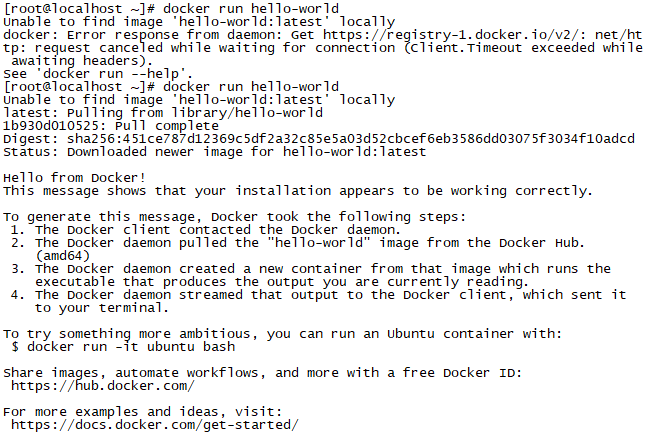 [root@localhost ~]# docker run hello-world
Unable to find image 'hello-world:latest' locally
docker: Error response from daemon: Get https://registry-1.docker.io/v2/: net/ht
tp: request canceled while waiting for connection (Client.Timeout exceeded while
 awaiting headers).
See 'docker run --help'.
[root@localhost ~]# docker run hello-world
Unable to find image 'hello-world:latest' locally
latest: Pulling from library/hello-world
1b930d010525: Pull complete
Digest: sha256:451ce787d12369c5df2a32c85e5a03d52cbcef6eb3586dd03075f3034f10adcd
Status: Downloaded newer image for hello-world:latest

Hello from Docker!
This message shows that your installation appears to be working correctly.

To generate this message, Docker took the following steps:
 1. The Docker client contacted the Docker daemon.
 2. The Docker daemon pulled the "hello-world" image from the Docker Hub.
    (amd64)
 3. The Docker daemon created a new container from that image which runs the
    executable that produces the output you are currently reading.
 4. The Docker daemon streamed that output to the Docker client, which sent it
    to your terminal.

To try something more ambitious, you can run an Ubuntu container with:
 $ docker run -it ubuntu bash

Share images, automate workflows, and more with a free Docker ID:
 https://hub.docker.com/

For more examples and ideas, visit:
 https://docs.docker.com/get-started/